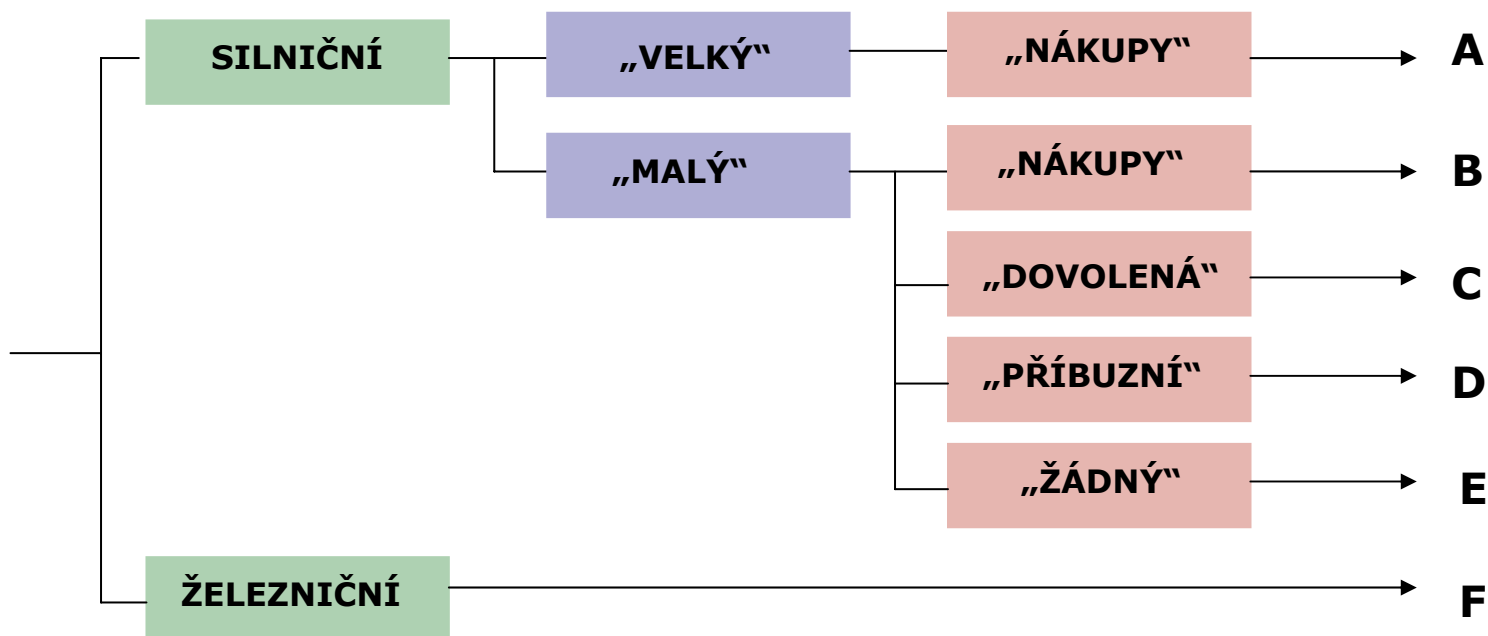 SILNIČNÍ
„VELKÝ“
„NÁKUPY“
A
„MALÝ“
„NÁKUPY“
B
„DOVOLENÁ“
C
„PŘÍBUZNÍ“
D
„ŽÁDNÝ“
E
ŽELEZNIČNÍ
F